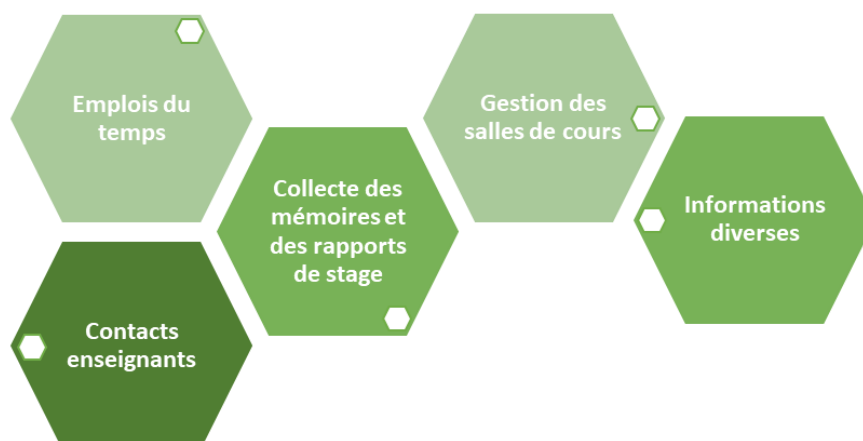 Emplois du
temps
Gestion des
salles de cours
Collecte des
mémoires et
des rapports
de stage
Informations
diverses
Contacts
enseignants